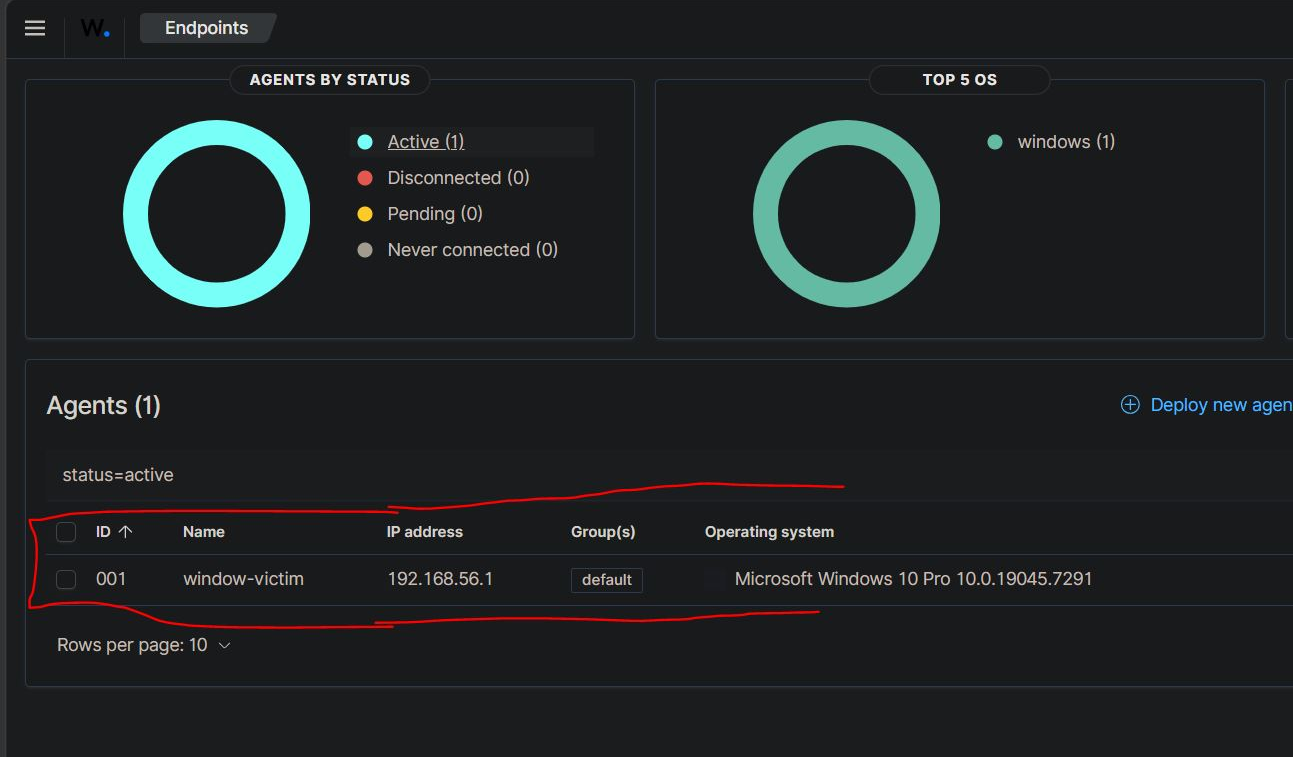 W. Endpoints
AGENTS BY STATUS
Active (1)
Disconnected (0)
Pending (0)
Never connected (0)
TOP 5 OS
windows (1)
Agents (1)
Deploy new agen
status=active
ID Name IP address Group(s) Operating system
001 window-victim 192.168.56.1 default Microsoft Windows 10 Pro 10.0.19045.7291
Rows per page: 10